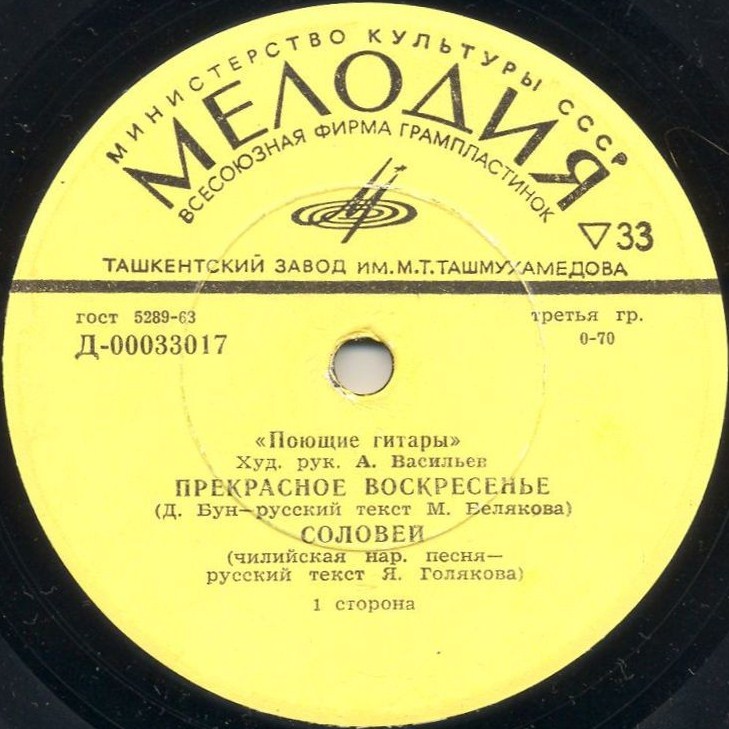 МИНИСТЕРСТВО КУЛЬТУРЫ СССР
МЕЛОДИЯ
ВСЕСОЮЗНАЯ ФИРМА ГРАМПЛАСТИНОК
▽33
ТАШКЕНТСКИЙ ЗАВОД ИМ.М.Т.ТАШМУХАМЕДОВА
гост 5289-63
третья гр.
Д-00033017
0-70
«Поющие гитары»
Худ. рук. А. Васильев
ПРЕКРАСНОЕ ВОСКРЕСЕНЬЕ
(Д. Бун—русский текст М. Белякова)
СОЛОВЕЙ
(чилийская нар. песня—
русский текст Я. Голякова)
1 сторона